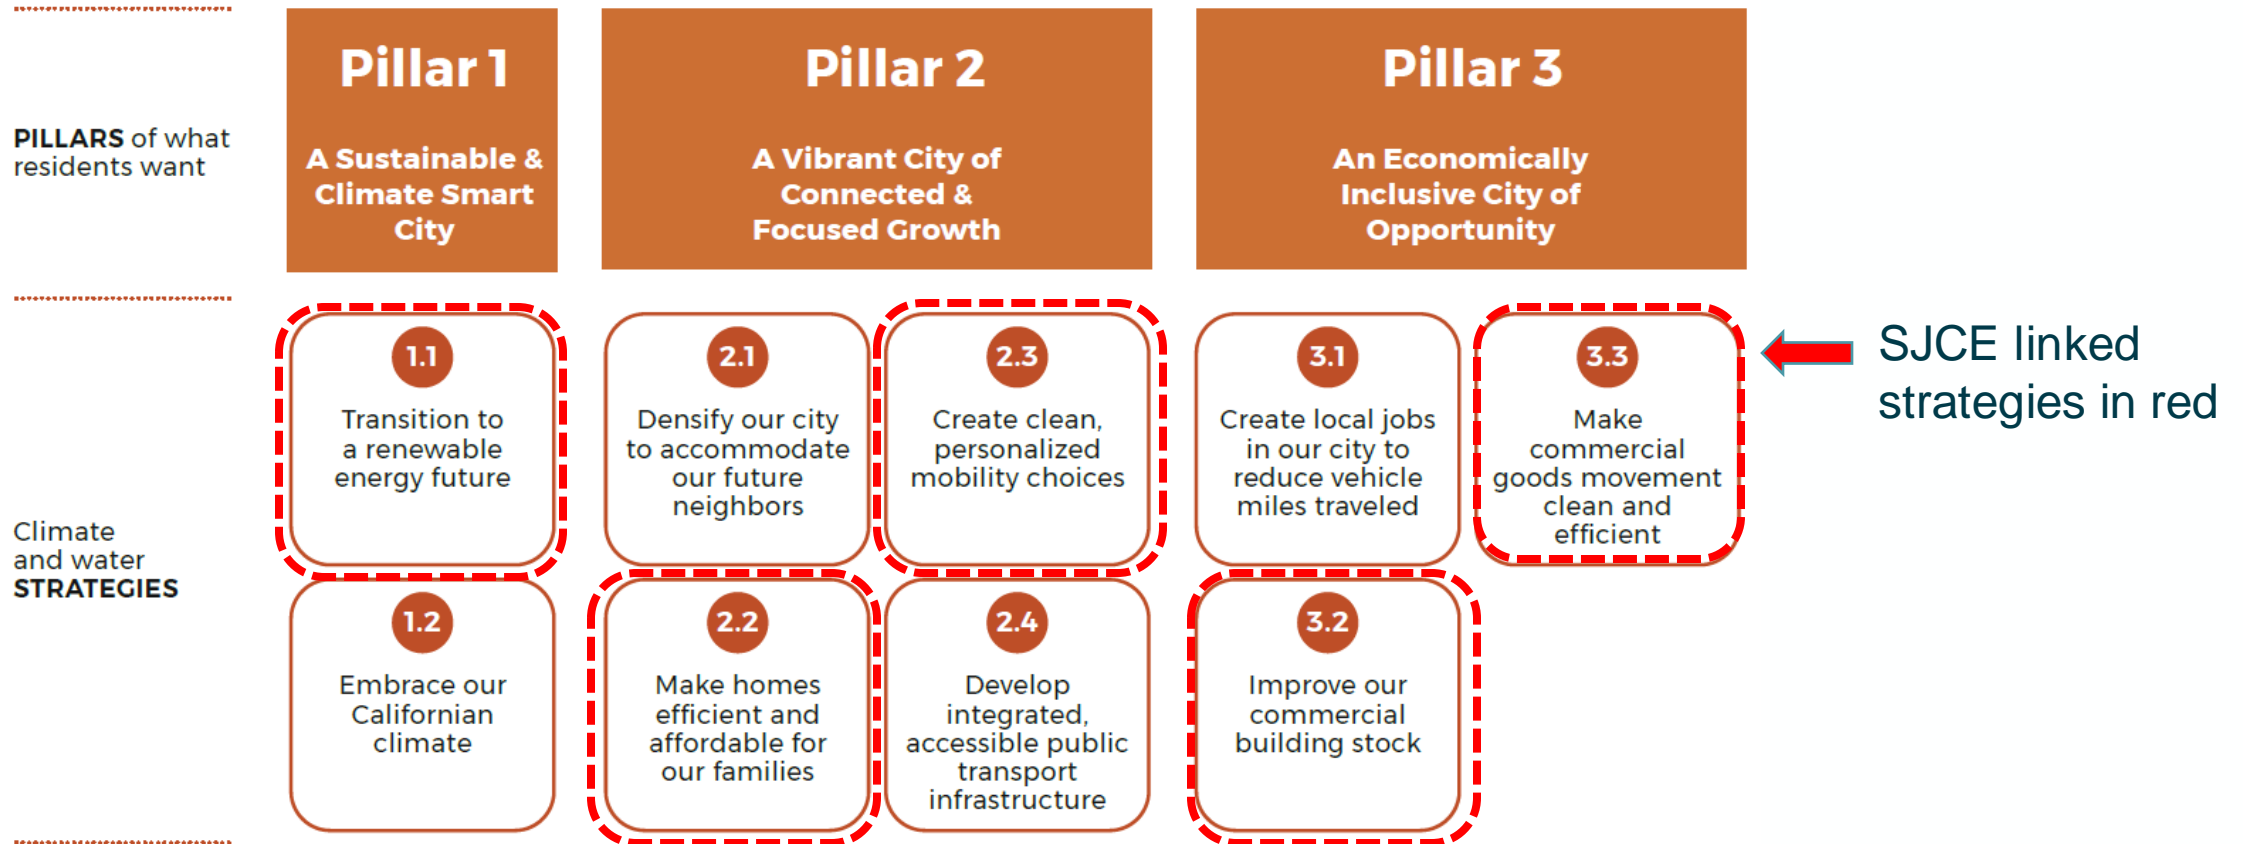 PILLARS of what
residents want
Pillar 1
A Sustainable &
Climate Smart
City
Pillar 2
A Vibrant City of
Connected &
Focused Growth
Pillar 3
An Economically
Inclusive City of
Opportunity
Climate
and water
STRATEGIES
1.1
Transition to
a renewable
energy future
1.2
Embrace our
Californian
climate
2.1
Densify our city
to accommodate
our future
neighbors
2.2
Make homes
efficient and
affordable for
our families
2.3
Create clean,
personalized
mobility choices
2.4
Develop
integrated,
accessible public
transport
infrastructure
3.1
Create local jobs
in our city to
reduce vehicle
miles traveled
3.2
Improve our
commercial
building stock
3.3
Make
commercial
goods movement
clean and
efficient
SJCE linked
strategies in red